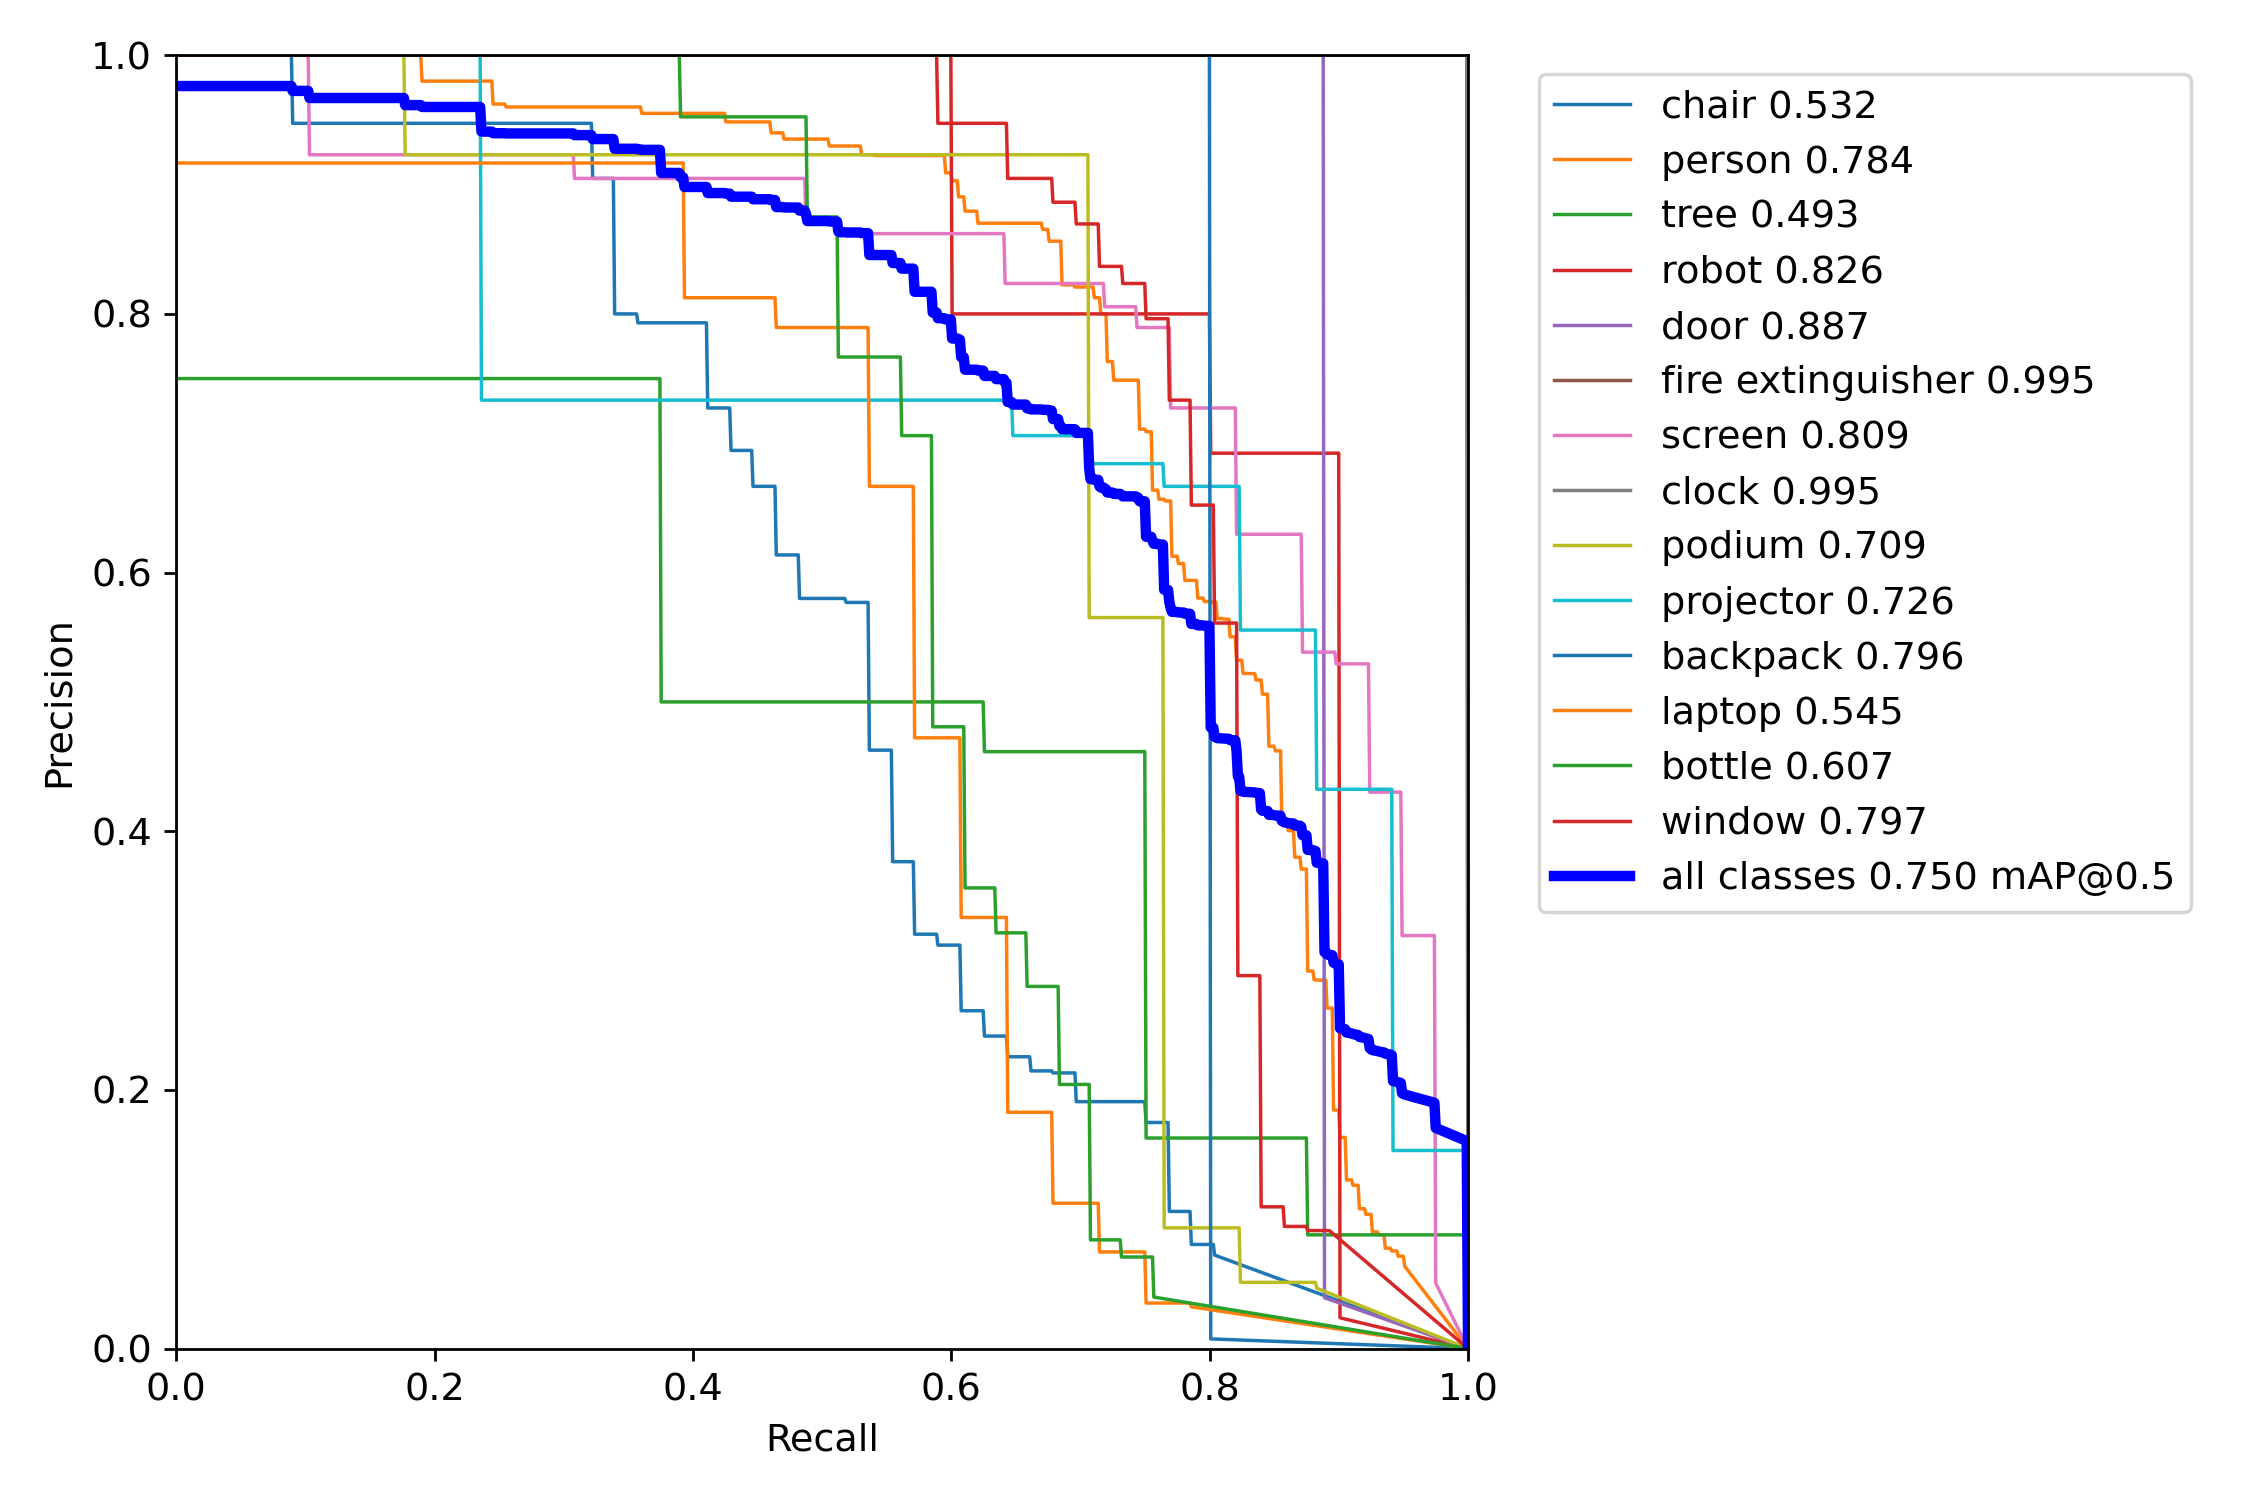 1.0
0.8
0.6
0.4
0.2
0.0
Precision
0.0 0.2 0.4 0.6 0.8 1.0
Recall
chair 0.532
person 0.784
tree 0.493
robot 0.826
door 0.887
fire extinguisher 0.995
screen 0.809
clock 0.995
podium 0.709
projector 0.726
backpack 0.796
laptop 0.545
bottle 0.607
window 0.797
all classes 0.750 mAP@0.5